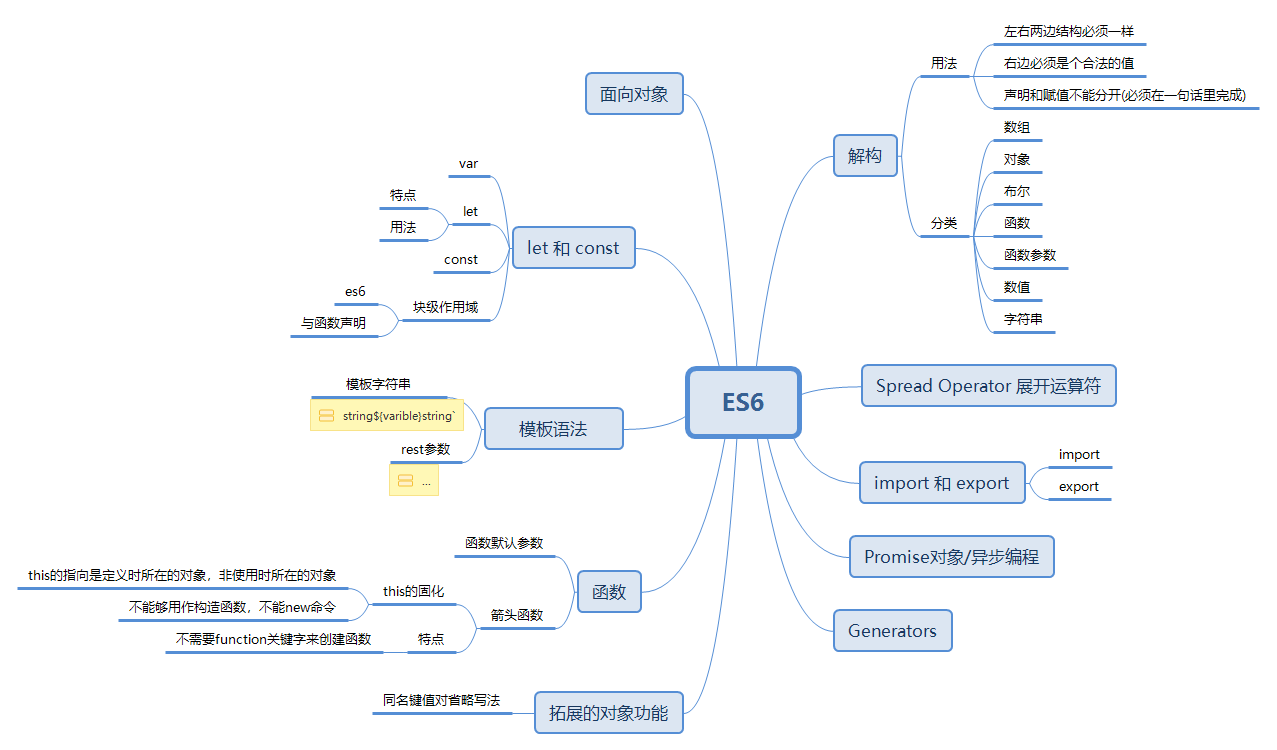 ES6
面向对象
let 和 const
var
let
特点
用法
const
块级作用域
es6
与函数声明
模板语法
模板字符串
string${varible}string`
rest参数
...
函数
函数默认参数
箭头函数
this的固化
this的指向是定义时所在的对象，非使用时所在的对象
不能够用作构造函数，不能new命令
特点
不需要function关键字来创建函数
拓展的对象功能
同名键值对省略写法
解构
用法
左右两边结构必须一样
右边必须是个合法的值
声明和赋值不能分开(必须在一句话里完成)
分类
数组
对象
布尔
函数
函数参数
数值
字符串
Spread Operator 展开运算符
import 和 export
import
export
Promise对象/异步编程
Generators